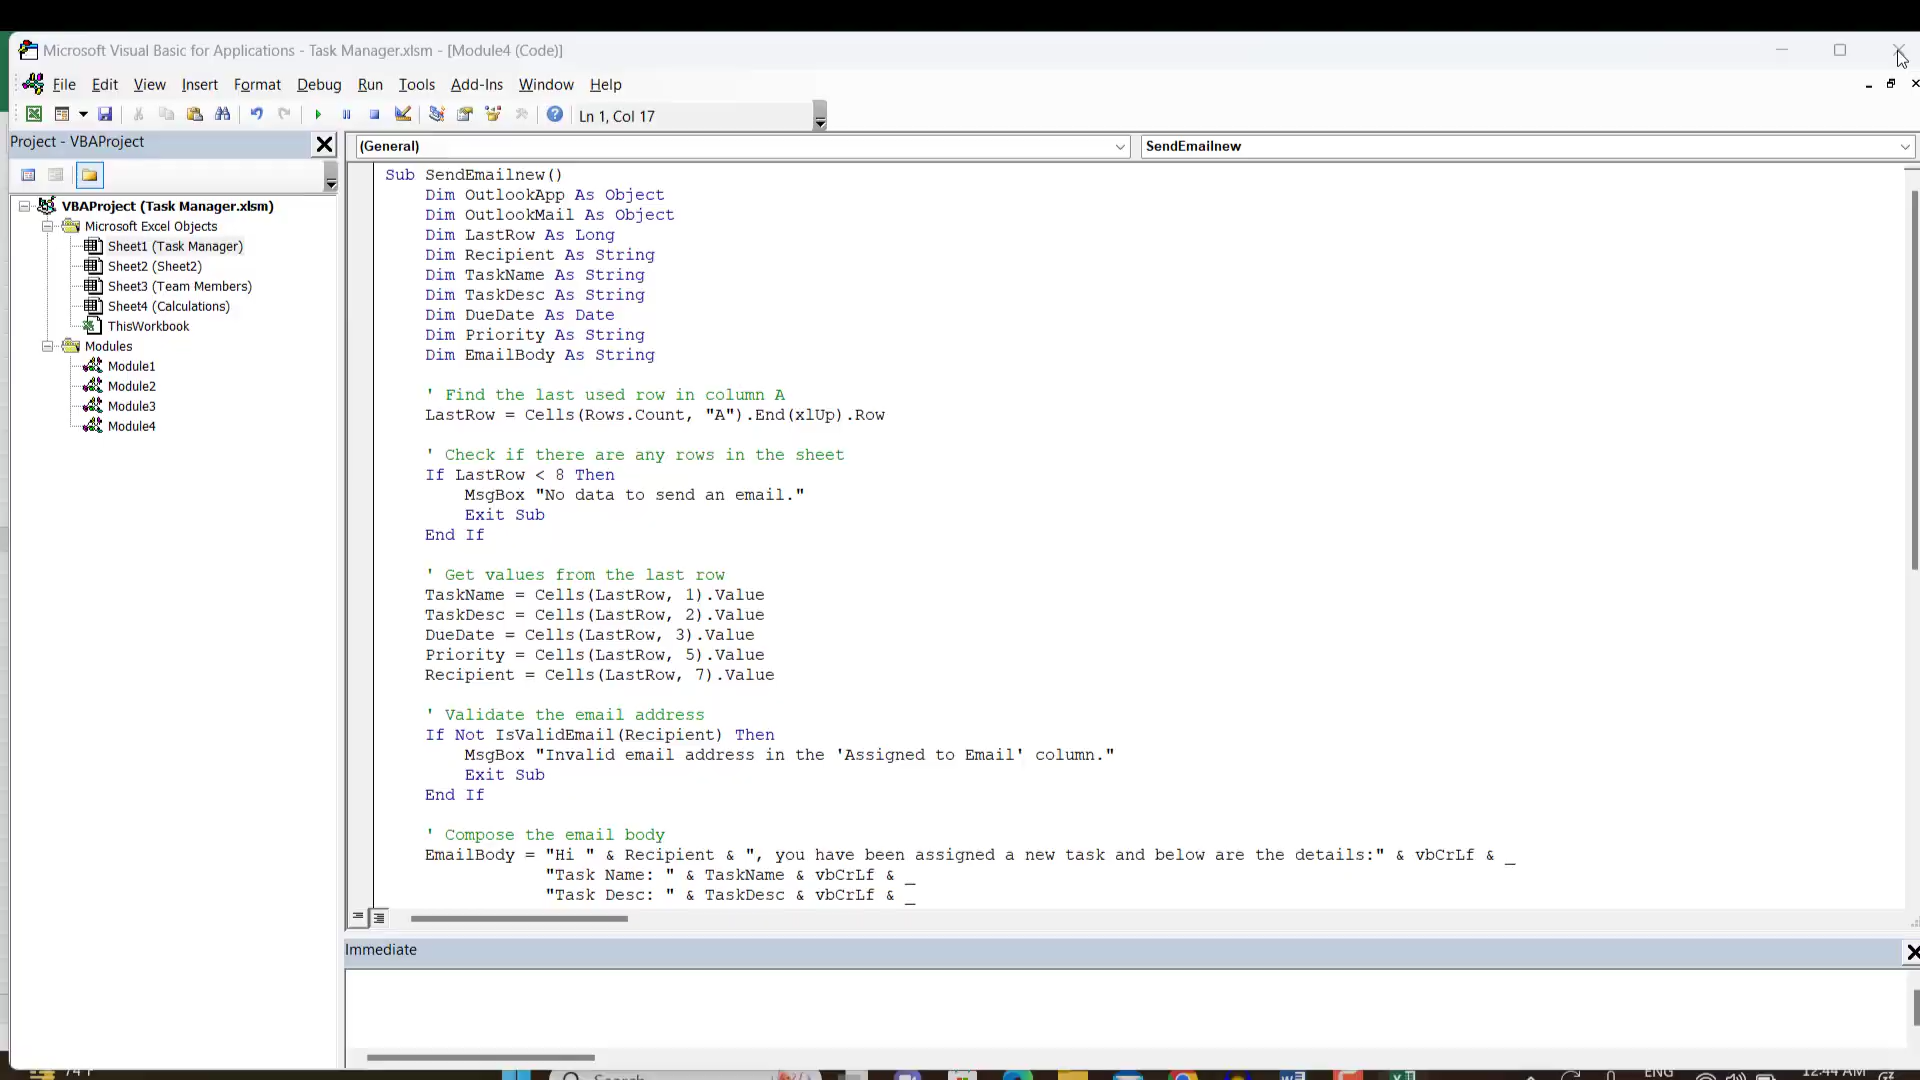 Microsoft Visual Basic for Applications - Task Manager.xlsm - [Module4 (Code)]
File Edit View Insert Format Debug Run Tools Add-Ins Window Help
Ln 1, Col 17
Project - VBAProject
(General)
SendEmailnew
VBAProject (Task Manager.xlsm)
Microsoft Excel Objects
Sheet1 (Task Manager)
Sheet2 (Sheet2)
Sheet3 (Team Members)
Sheet4 (Calculations)
ThisWorkbook
Modules
Module1
Module2
Module3
Module4
Sub SendEmailnew()
Dim OutlookApp As Object
Dim OutlookMail As Object
Dim LastRow As Long
Dim Recipient As String
Dim TaskName As String
Dim TaskDesc As String
Dim DueDate As Date
Dim Priority As String
Dim EmailBody As String
' Find the last used row in column A
LastRow = Cells(Rows.Count, "A").End(xlUp).Row
' Check if there are any rows in the sheet
If LastRow < 8 Then
MsgBox "No data to send an email."
Exit Sub
End If
' Get values from the last row
TaskName = Cells(LastRow, 1).Value
TaskDesc = Cells(LastRow, 2).Value
DueDate = Cells(LastRow, 3).Value
Priority = Cells(LastRow, 5).Value
Recipient = Cells(LastRow, 7).Value
' Validate the email address
If Not IsValidEmail(Recipient) Then
MsgBox "Invalid email address in the 'Assigned to Email' column."
Exit Sub
End If
' Compose the email body
EmailBody = "Hi " & Recipient & ", you have been assigned a new task and below are the details:" & vbCrLf & _
"Task Name: " & TaskName & vbCrLf & _
"Task Desc: " & TaskDesc & vbCrLf & _
Immediate
74°F
Search
ENG
12:44 AM